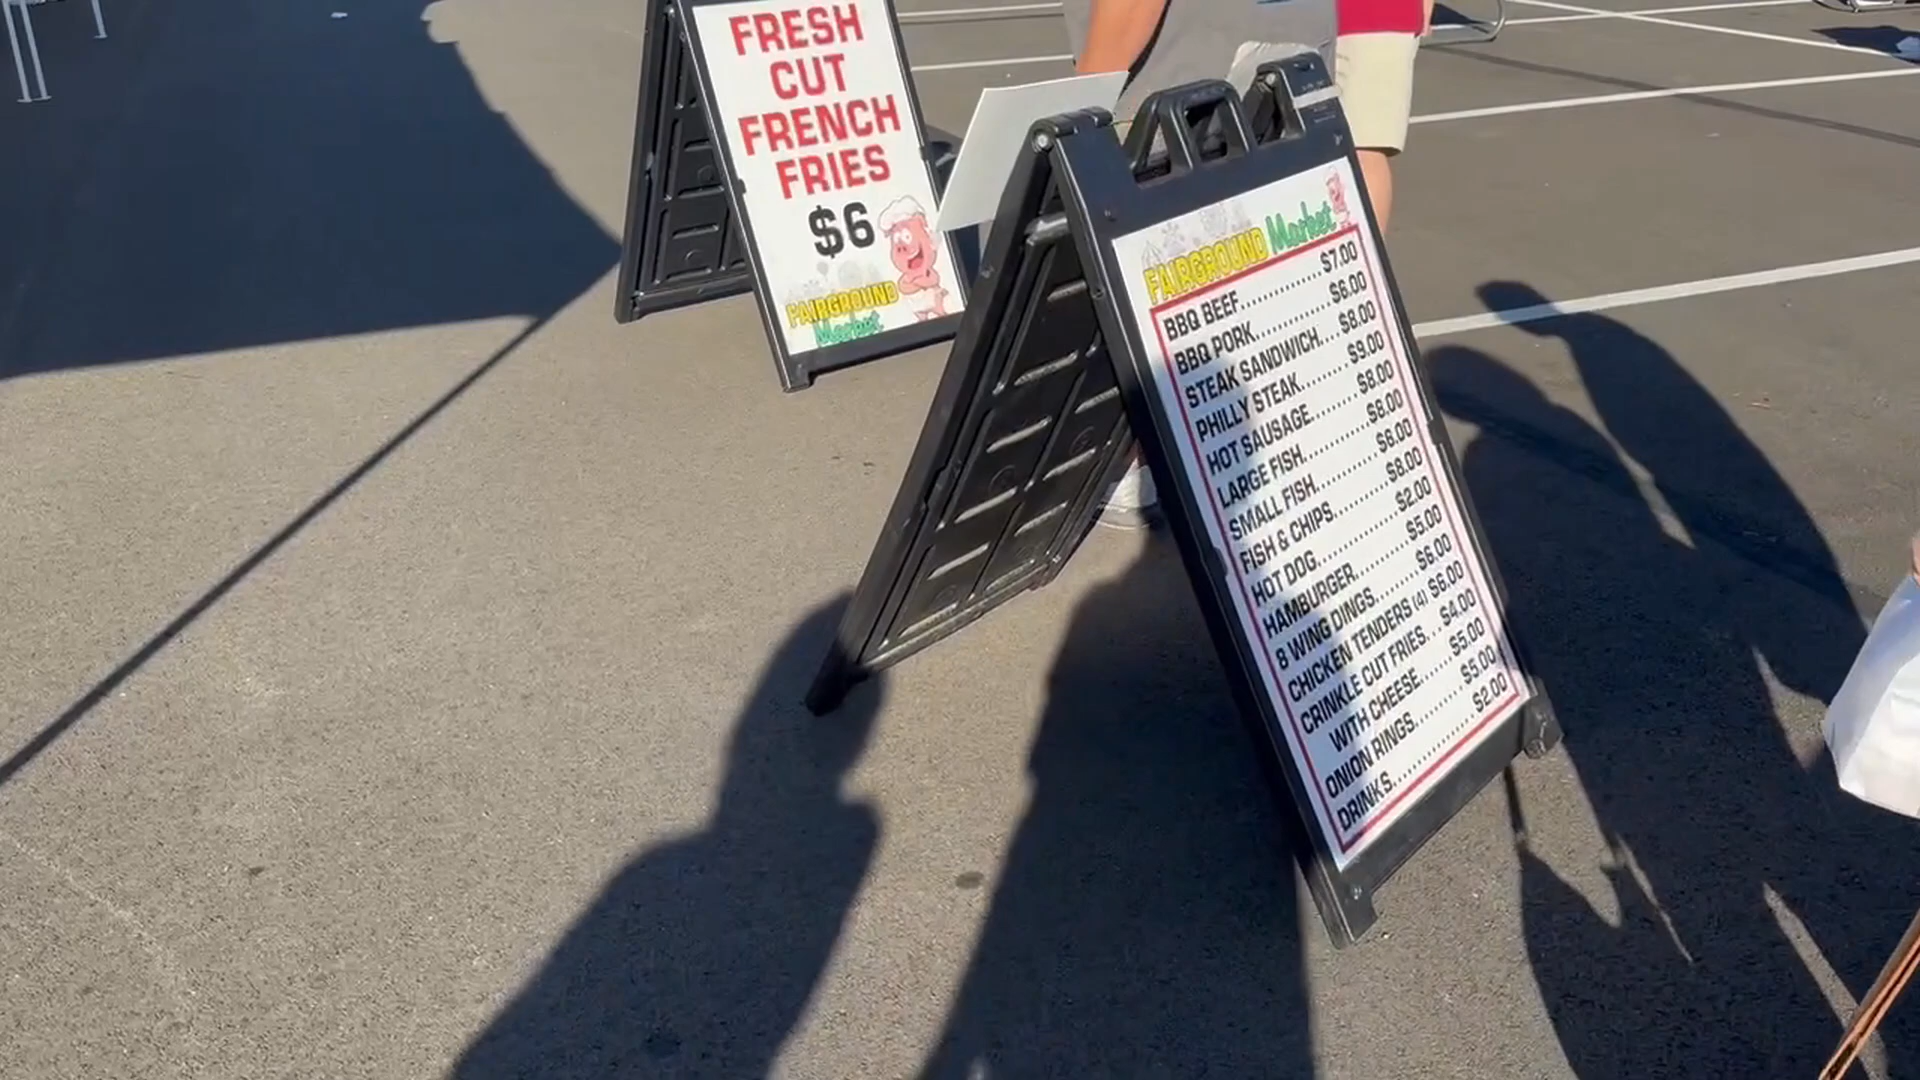 FRESH
CUT
FRENCH
FRIES
$6
FAIRGROUND
Market
FAIRGROUND Market
BBQ BEEF..............$7.00
BBQ PORK.............$6.00
STEAK SANDWICH...$8.00
PHILLY STEAK........$9.00
HOT SAUSAGE........$8.00
LARGE FISH..........$8.00
SMALL FISH..........$6.00
FISH & CHIPS........$8.00
HOT DOG..............$2.00
HAMBURGER.........$5.00
8 WING DINGS.......$6.00
CHICKEN TENDERS (4) $6.00
CRINKLE CUT FRIES...$4.00
WITH CHEESE......$5.00
ONION RINGS........$5.00
DRINKS...............$2.00